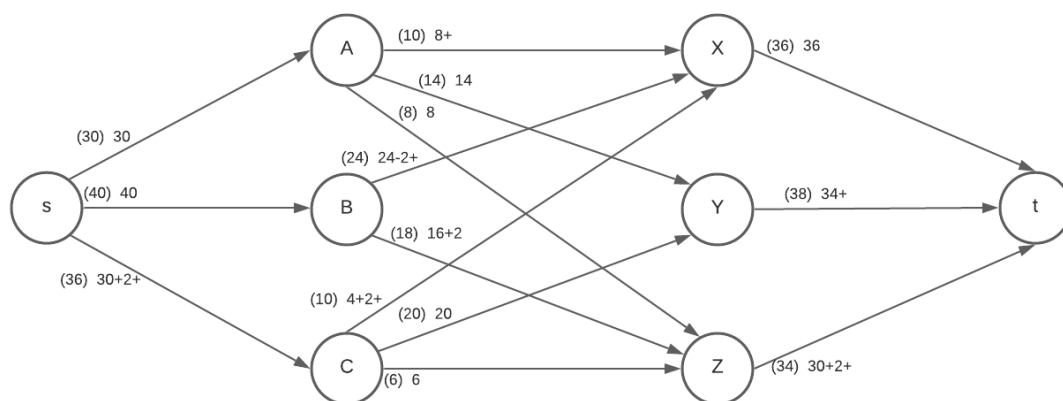 (10) 8+
(36) 36
A
X
(14) 14
(8) 8
(30) 30
(24) 24-2+
(40) 40
(38) 34+
s
B
Y
t
(18) 16+2
(36) 30+2+
(10) 4+2+
(20) 20
C
Z
(34) 30+2+
(6) 6